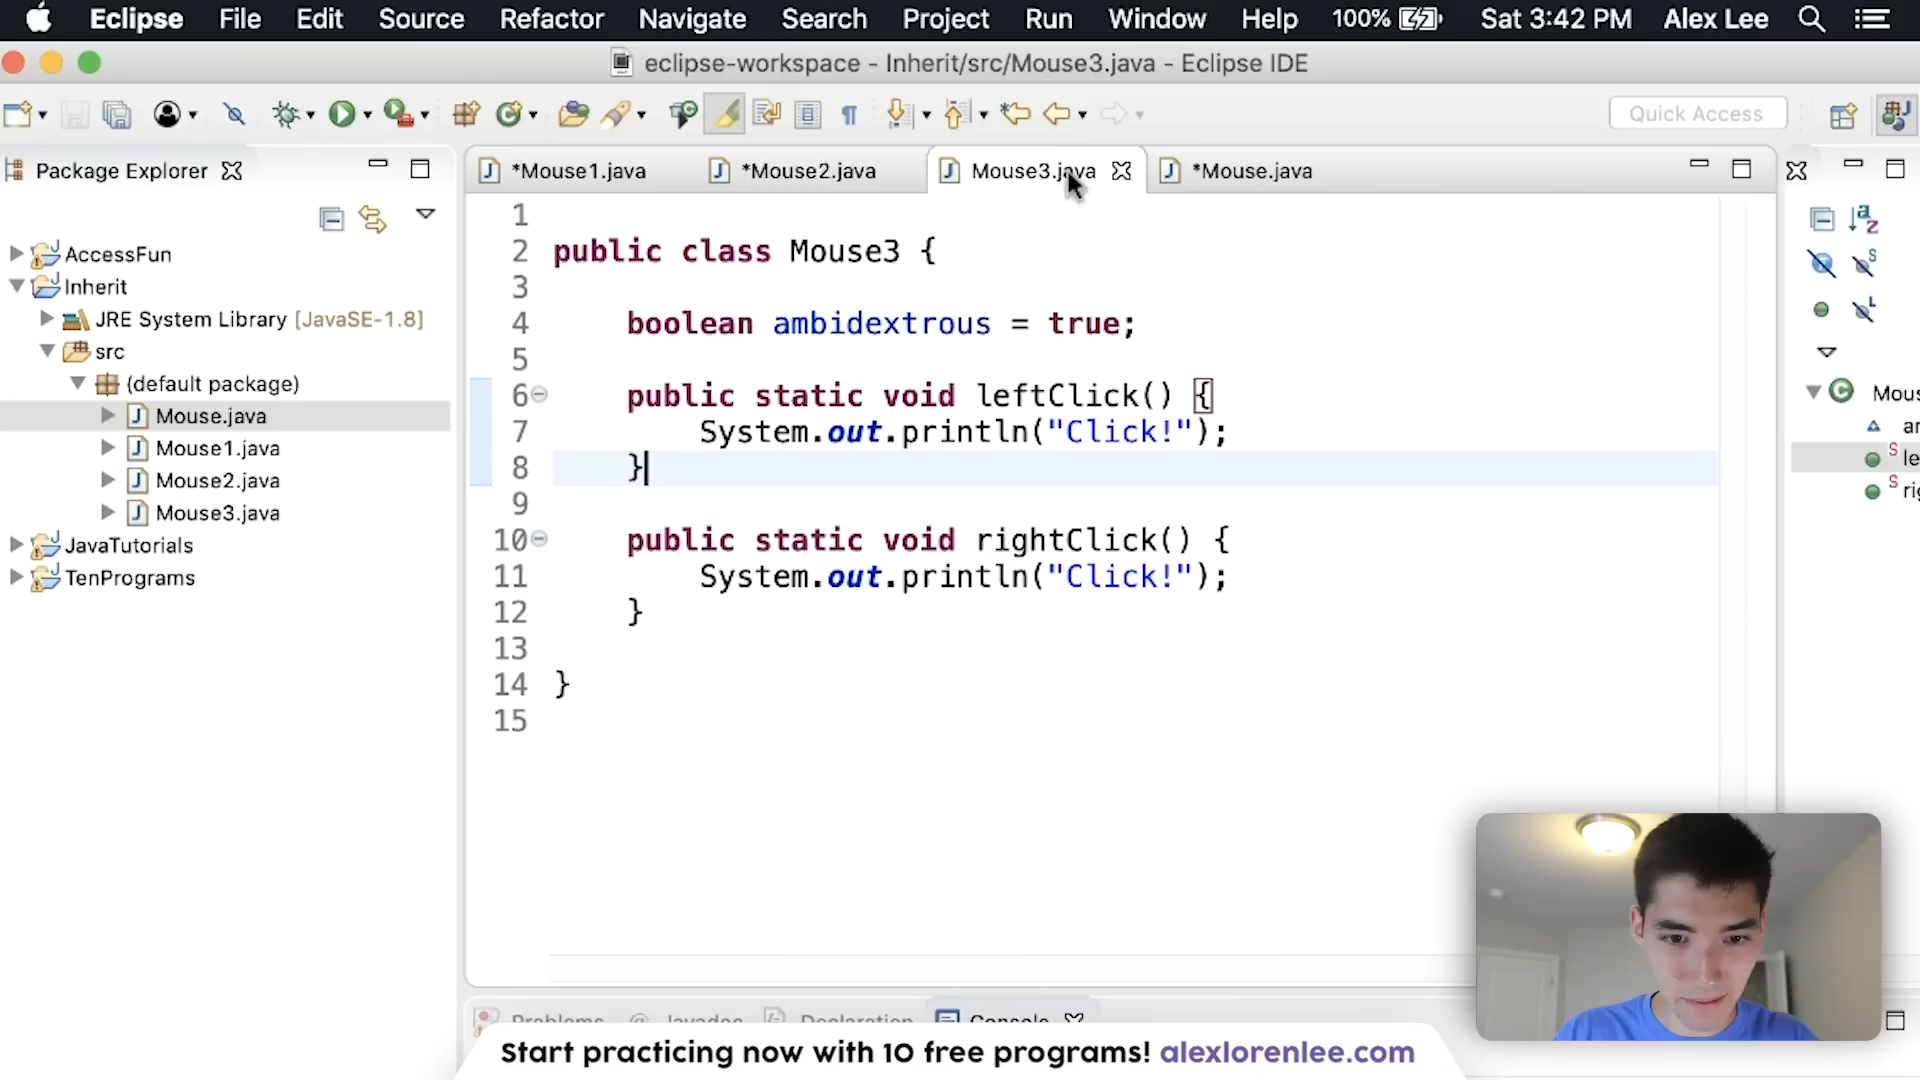 Eclipse File Edit Source Refactor Navigate Search Project Run Window Help 100% Sat 3:42 PM Alex Lee
eclipse-workspace - Inherit/src/Mouse3.java - Eclipse IDE
Quick Access
Package Explorer
*Mouse1.java *Mouse2.java Mouse3.java *Mouse.java
AccessFun
Inherit
JRE System Library [JavaSE-1.8]
src
(default package)
Mouse.java
Mouse1.java
Mouse2.java
Mouse3.java
JavaTutorials
TenPrograms
1
2 public class Mouse3 {
3
4 boolean ambidextrous = true;
5
6 public static void leftClick() {
7 System.out.println("Click!");
8 }
9
10 public static void rightClick() {
11 System.out.println("Click!");
12 }
13
14 }
15
Problems @ Javadoc Declaration Console
Start practicing now with 10 free programs! alexlorenlee.com